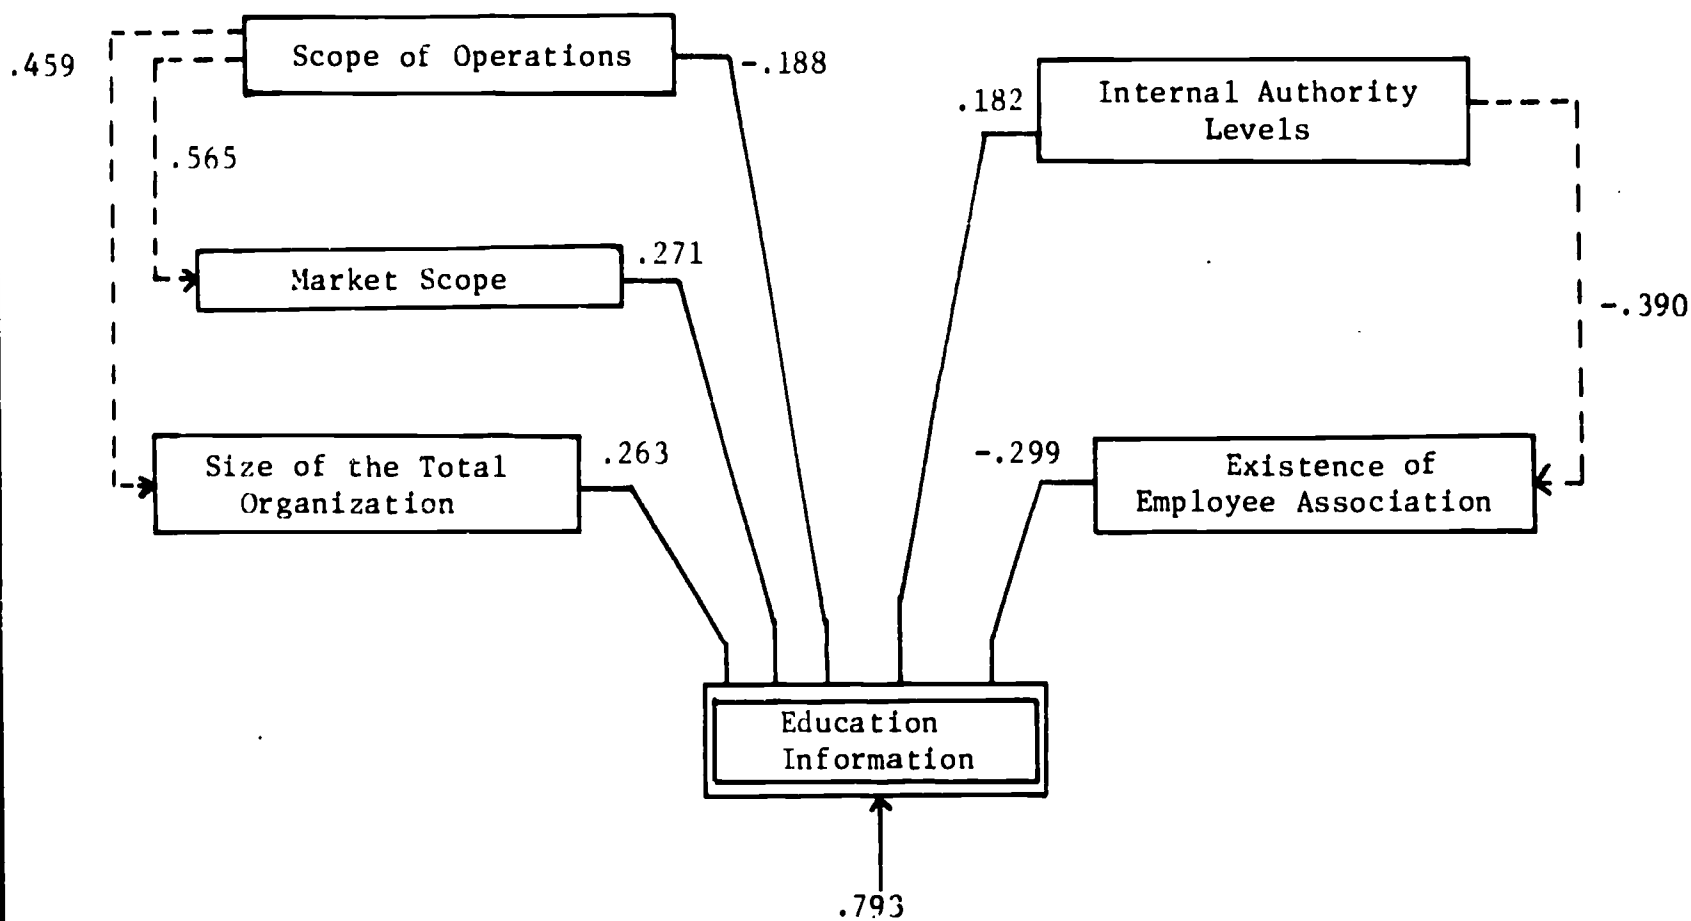 .459
Scope of Operations
-.188
.565
.182
Internal Authority
Levels
Market Scope
.271
-.390
Size of the Total
Organization
.263
-.299
Existence of
Employee Association
Education
Information
.793